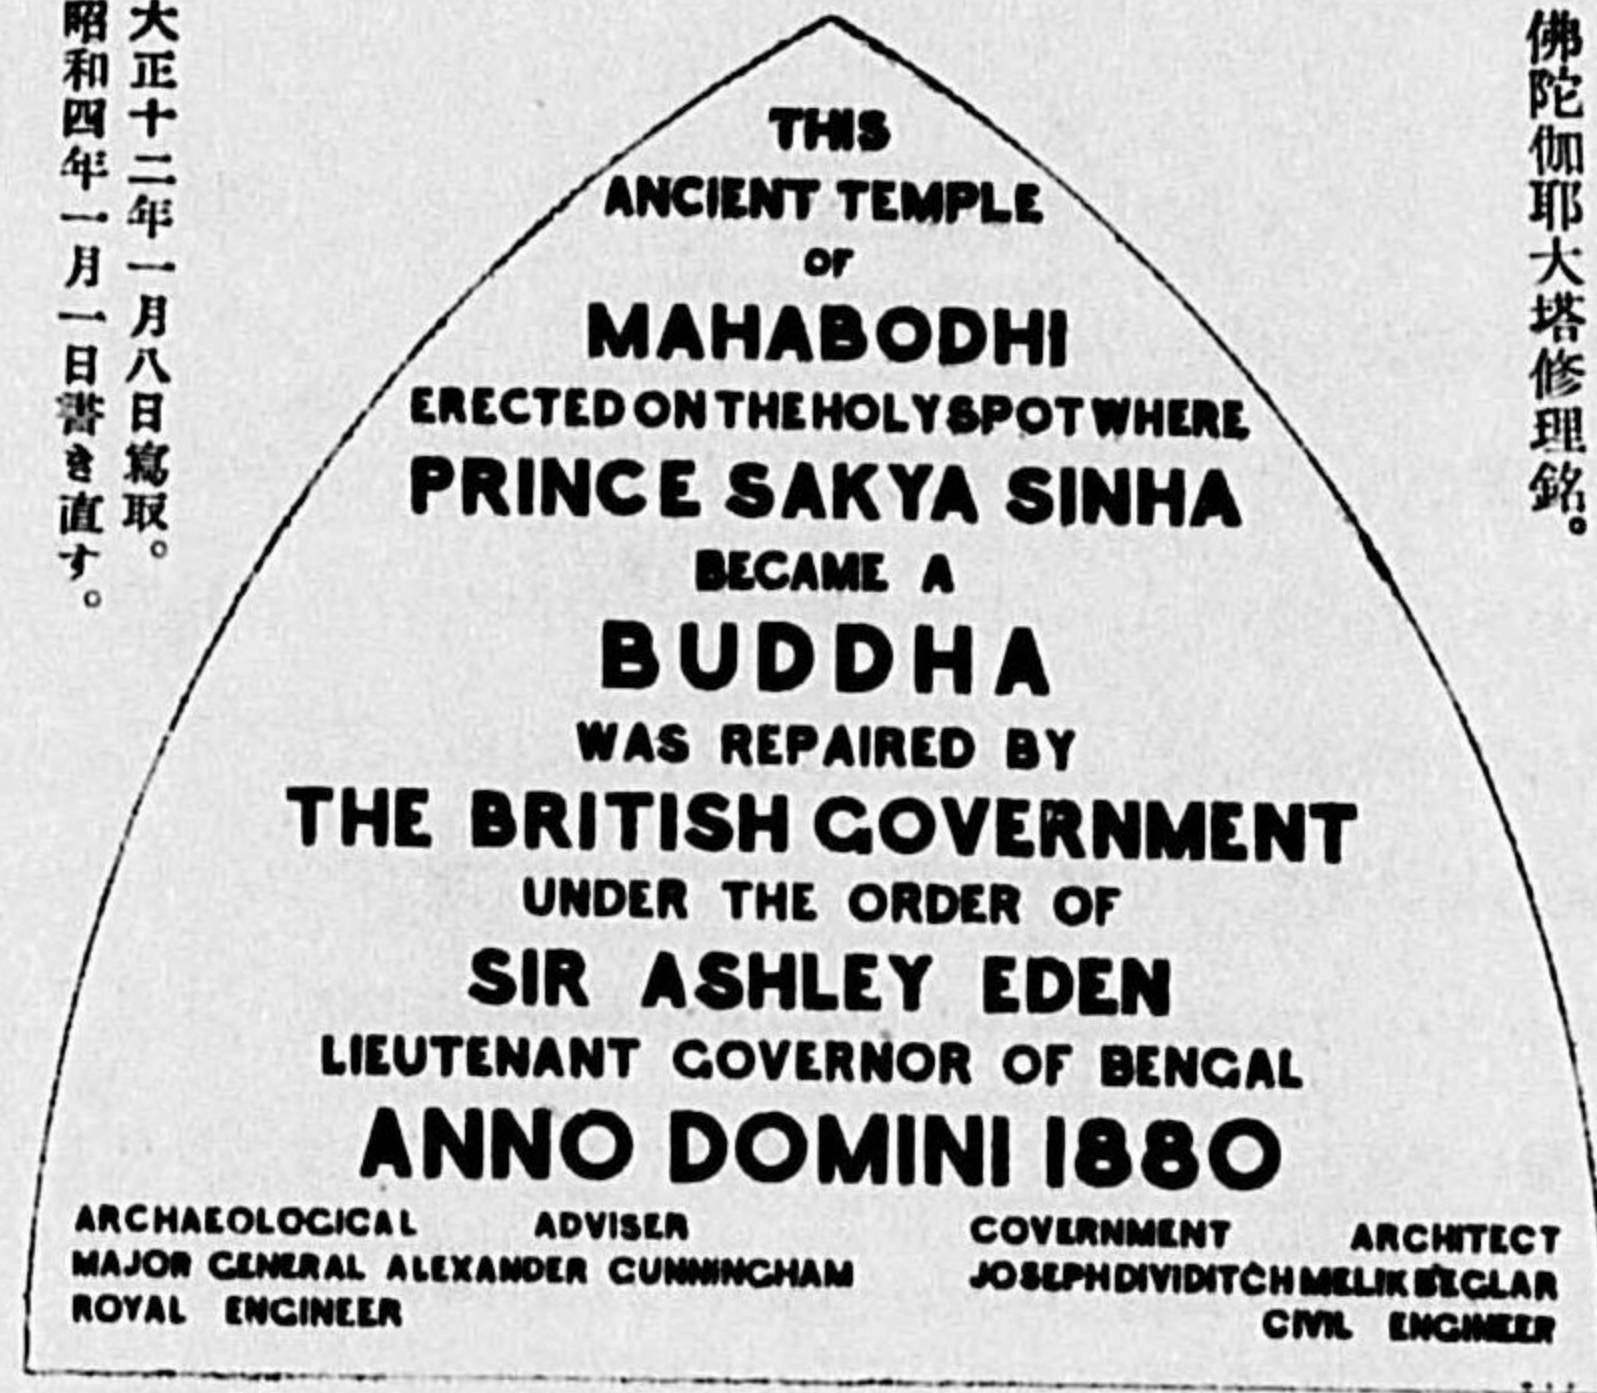 佛陀伽耶大塔修理銘。
THIS
ANCIENT TEMPLE
OF
MAHABODHI
ERECTED ON THE HOLY SPOT WHERE
PRINCE SAKYA SINHA
BECAME A
BUDDHA
WAS REPAIRED BY
THE BRITISH GOVERNMENT
UNDER THE ORDER OF
SIR ASHLEY EDEN
LIEUTENANT GOVERNOR OF BENGAL
ANNO DOMINI 1880
ARCHAEOLOGICAL ADVISER
MAJOR GENERAL ALEXANDER CUNNINGHAM
ROYAL ENGINEER
GOVERNMENT ARCHITECT
JOSEPH DIVIDITCH MELIK BEGLAR
CIVIL ENGINEER
大正十二年一月八日寫取。
昭和四年一月一日書き直す。